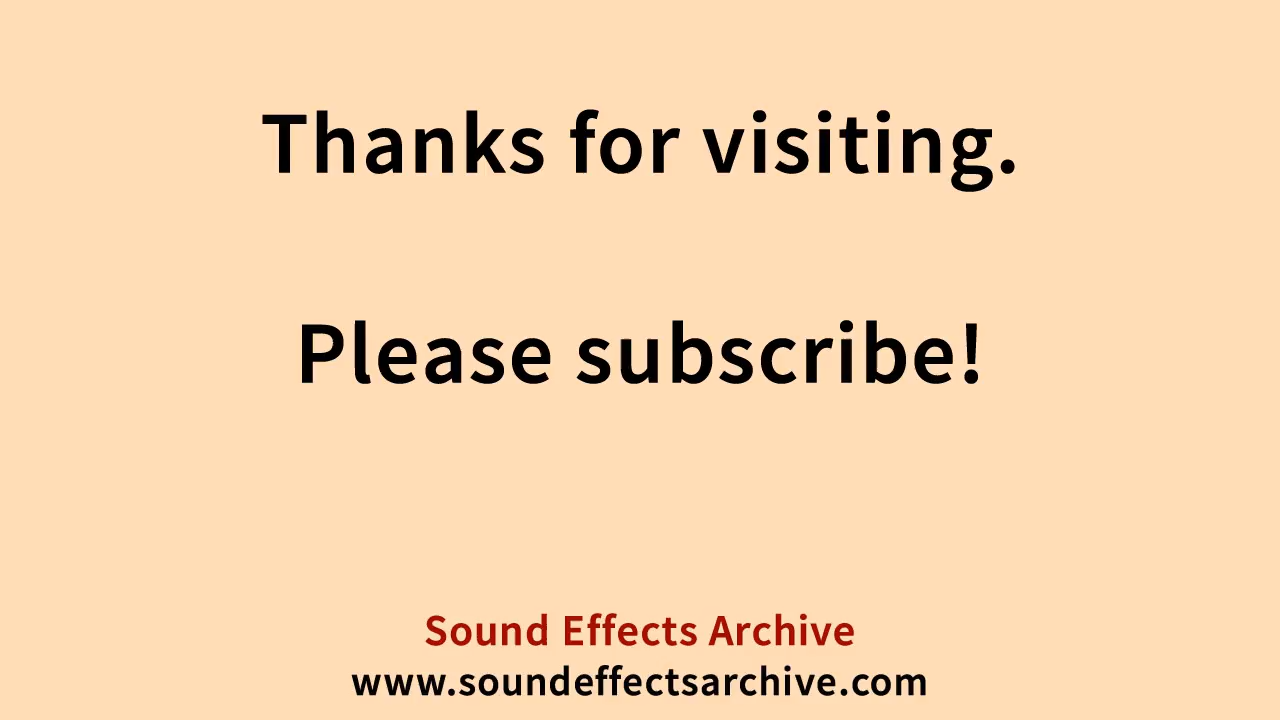 Thanks for visiting.
Please subscribe!
Sound Effects Archive
www.soundeffectsarchive.com